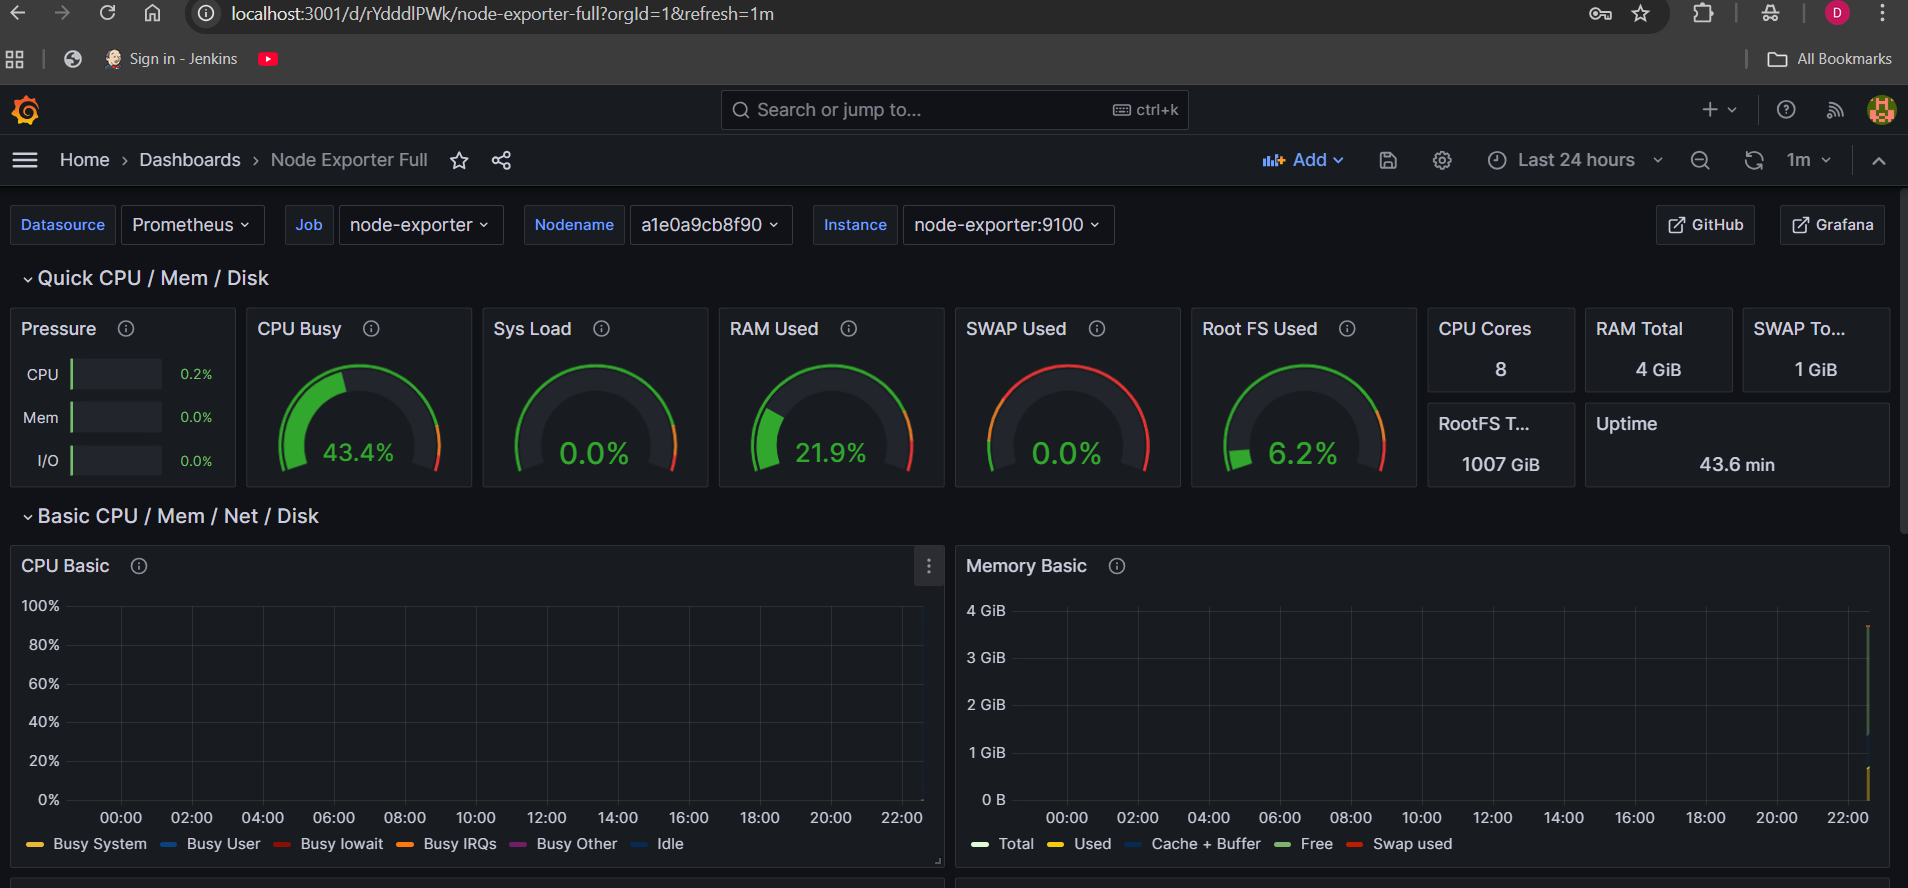 localhost:3001/d/rYdddlPWk/node-exporter-full?orgId=1&refresh=1m
Sign in - Jenkins
All Bookmarks
Search or jump to...
ctrl+k
Home › Dashboards › Node Exporter Full
Add
Last 24 hours
1m
Datasource Prometheus Job node-exporter Nodename a1e0a9cb8f90 Instance node-exporter:9100 GitHub Grafana
Quick CPU / Mem / Disk
Pressure
CPU 0.2%
Mem 0.0%
I/O 0.0%
CPU Busy
43.4%
Sys Load
0.0%
RAM Used
21.9%
SWAP Used
0.0%
Root FS Used
6.2%
CPU Cores
8
RAM Total
4 GiB
SWAP To...
1 GiB
RootFS T...
1007 GiB
Uptime
43.6 min
Basic CPU / Mem / Net / Disk
CPU Basic
100%
80%
60%
40%
20%
0%
00:00 02:00 04:00 06:00 08:00 10:00 12:00 14:00 16:00 18:00 20:00 22:00
Busy System Busy User Busy Iowait Busy IRQs Busy Other Idle
Memory Basic
4 GiB
3 GiB
2 GiB
1 GiB
0 B
00:00 02:00 04:00 06:00 08:00 10:00 12:00 14:00 16:00 18:00 20:00 22:00
Total Used Cache + Buffer Free Swap used
D